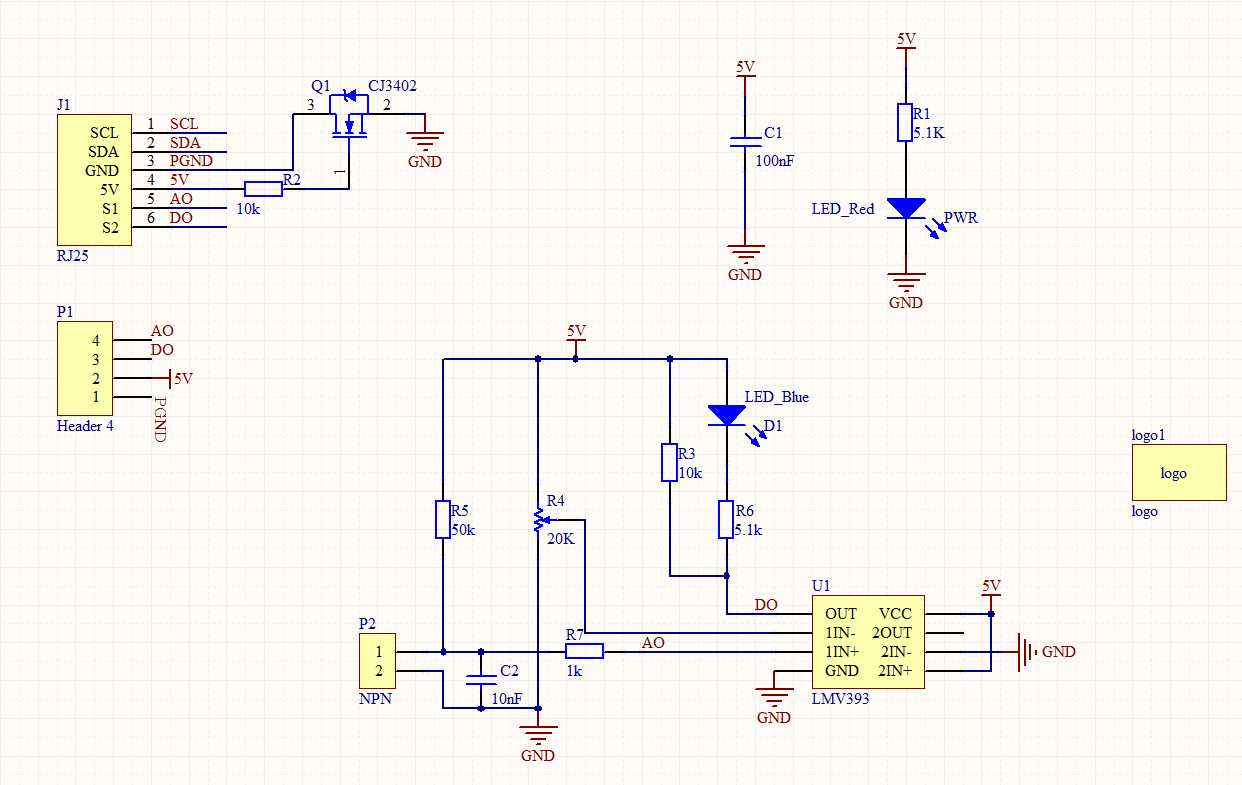 J1
SCL 1 SCL
SDA 2 SDA
GND 3 PGND
5V 4 5V
S1 5 AO
S2 6 DO
RJ25
Q1 CJ3402
3 2
1
GND
R2
10k
5V
C1
100nF
GND
5V
R1
5.1K
LED_Red
PWR
GND
P1
4 AO
3 DO
2 5V
1 PGND
Header 4
5V
LED_Blue
D1
R3
10k
R4
20K
R5
50k
R6
5.1k
logo1
logo
logo
P2
1
2
NPN
C2
10nF
GND
R7
1k
DO
AO
U1
OUT VCC
1IN- 2OUT
1IN+ 2IN-
GND 2IN+
LMV393
GND
5V
GND